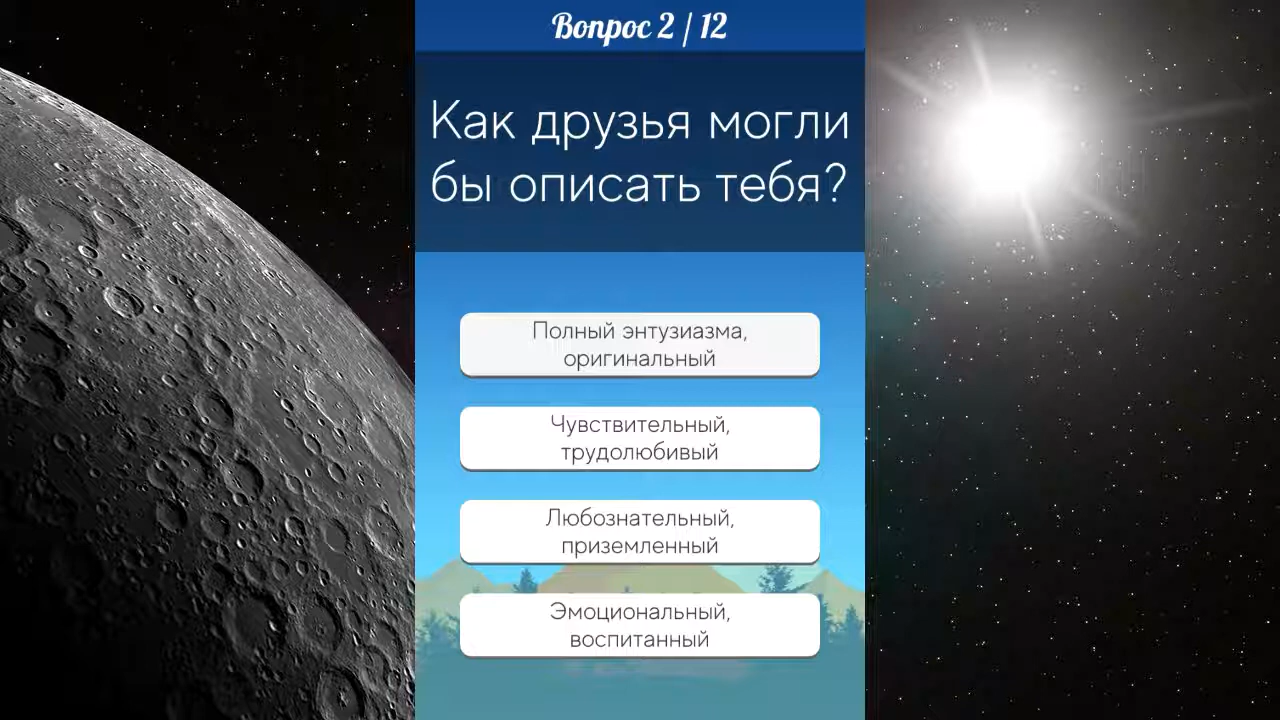 Вопрос 2 / 12
Как друзья могли
бы описать тебя?
Полный энтузиазма,
оригинальный
Чувствительный,
трудолюбивый
Любознательный,
приземленный
Эмоциональный,
воспитанный